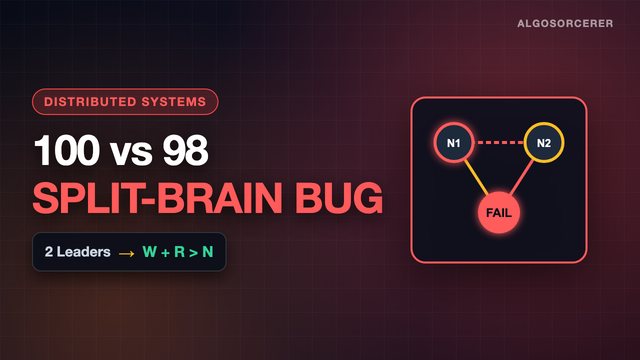 ALGOSORCERER
DISTRIBUTED SYSTEMS
100 vs 98
SPLIT-BRAIN BUG
2 Leaders → W + R > N
N1
N2
FAIL